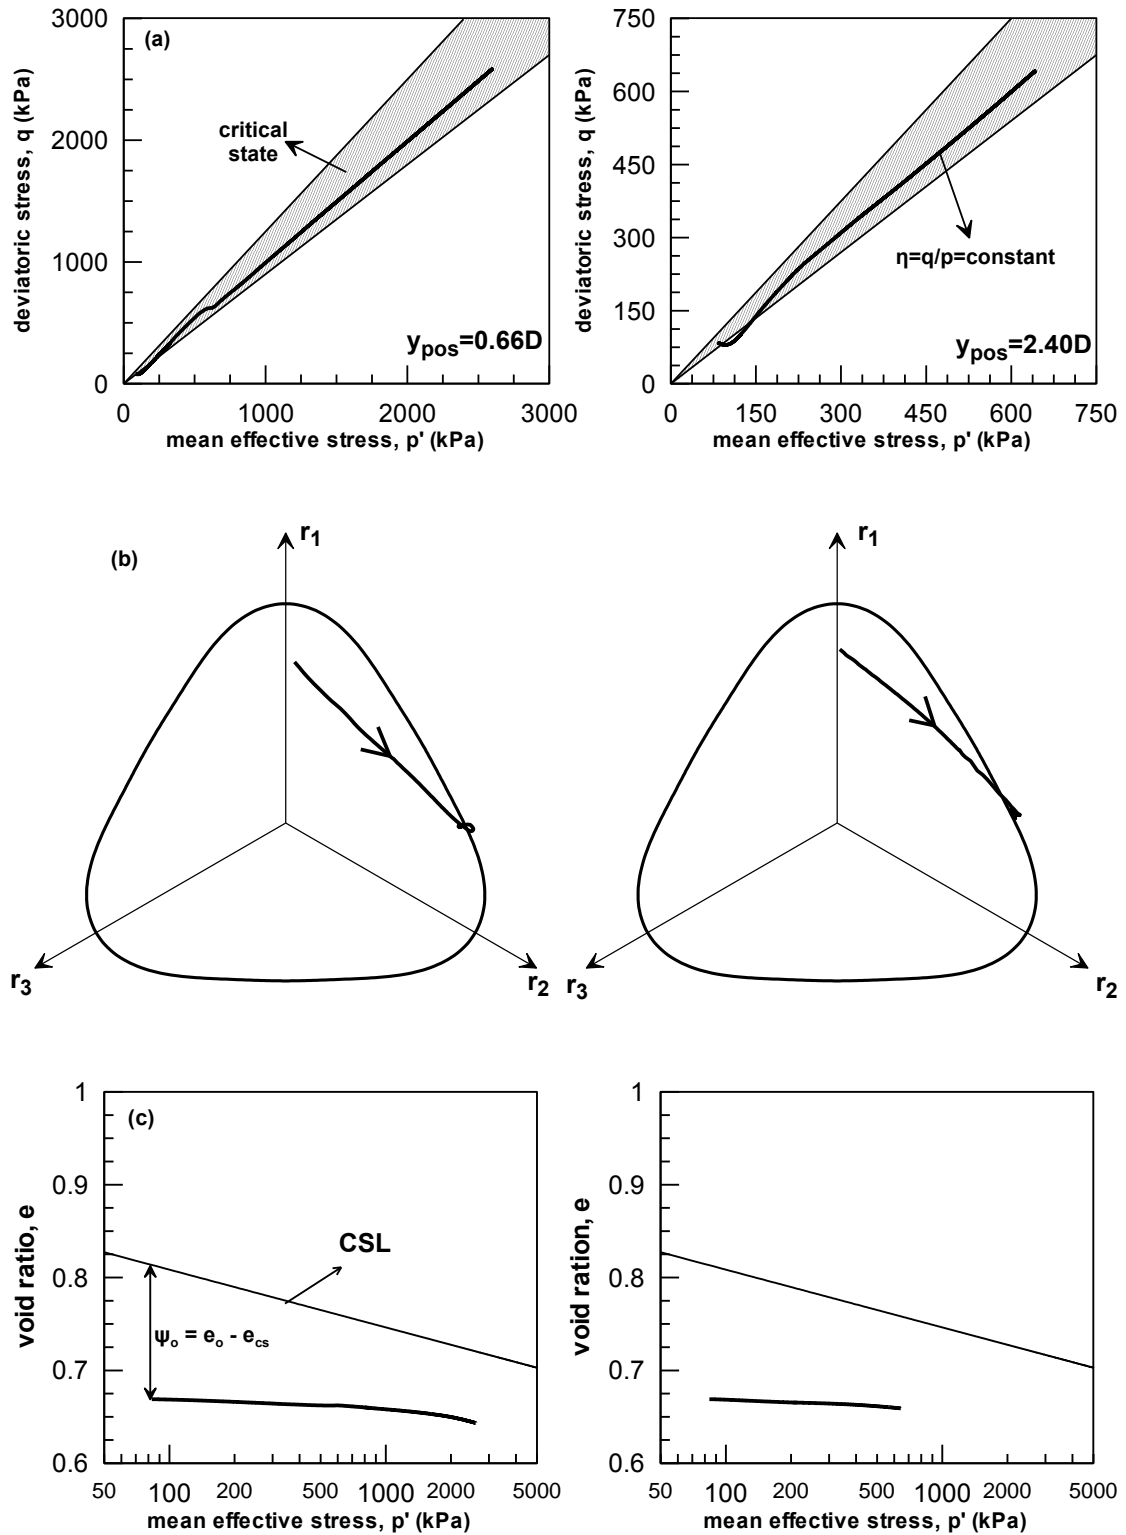 (a)
3000
2000
1000
0
deviatoric stress, q (kPa)
critical
state
y_pos=0.66D
0 1000 2000 3000
mean effective stress, p' (kPa)
750
600
450
300
150
0
deviatoric stress, q (kPa)
η=q/p=constant
y_pos=2.40D
0 150 300 450 600 750
mean effective stress, p' (kPa)
(b)
r₁
r₃
r₂
r₁
r₃
r₂
(c)
1
0.9
0.8
0.7
0.6
void ratio, e
CSL
ψₒ = eₒ - e_cs
50 100 200 500 1000 2000 5000
mean effective stress, p' (kPa)
1
0.9
0.8
0.7
0.6
void ration, e
50 100 200 500 1000 2000 5000
mean effective stress, p' (kPa)